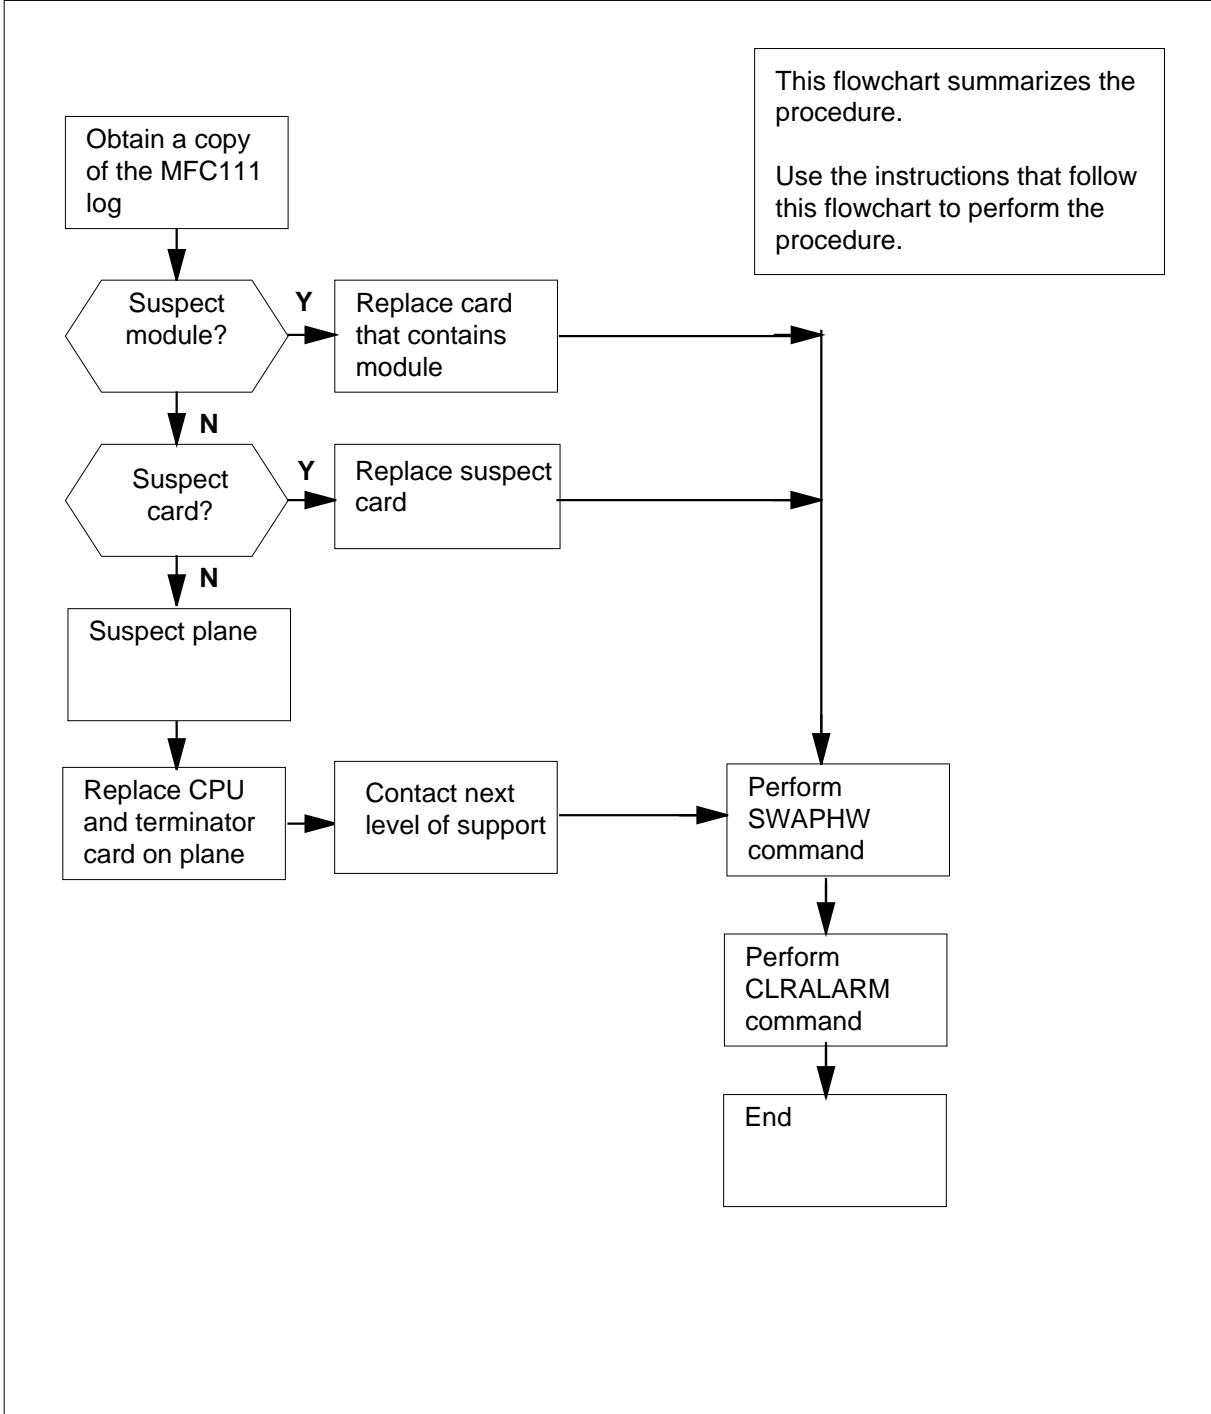 This flowchart summarizes the
procedure.
Use the instructions that follow
this flowchart to perform the
procedure.
Obtain a copy
of the MFC111
log
Suspect
module?
Y
Replace card
that contains
module
N
Suspect
card?
Y
Replace suspect
card
N
Suspect plane
Replace CPU
and terminator
card on plane
Contact next
level of support
Perform
SWAPHW
command
Perform
CLRALARM
command
End